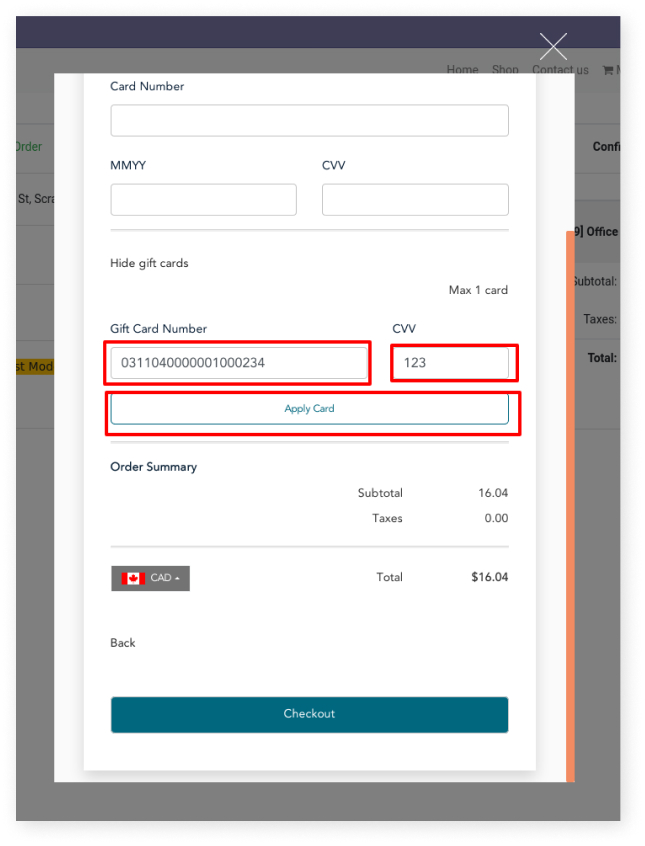 Home Shop Contact us
Card Number
Order
Confi
MMYY CVV
St, Scra
9] Office
Hide gift cards
Subtotal:
Max 1 card
Taxes:
Gift Card Number CVV
Total:
0311040000001000234 123
st Mod
Apply Card
Order Summary
Subtotal 16.04
Taxes 0.00
CAD Total $16.04
Back
Checkout